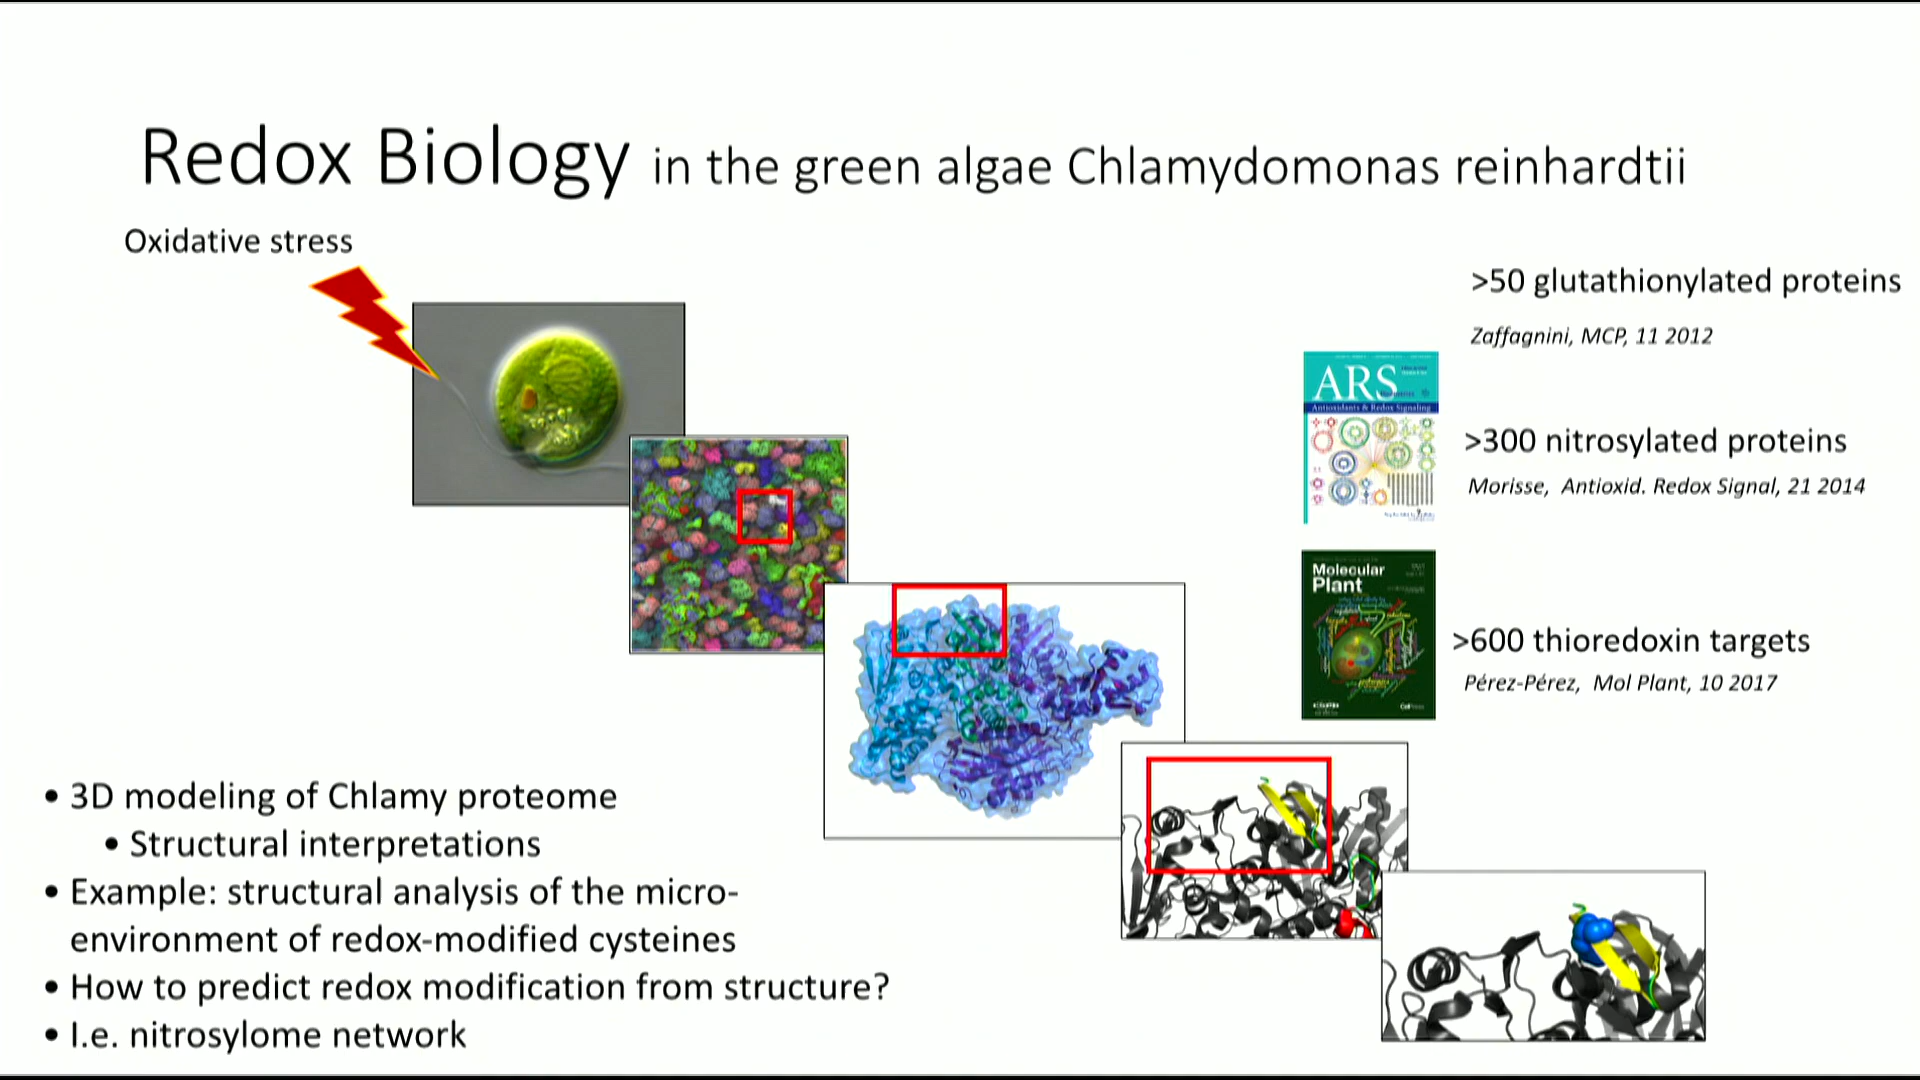 Redox Biology in the green algae Chlamydomonas reinhardtii
Oxidative stress
>50 glutathionylated proteins
Zaffagnini, MCP, 11 2012
ARS
Antioxidants & Redox Signaling
>300 nitrosylated proteins
Morisse, Antioxid. Redox Signal, 21 2014
Molecular
Plant
>600 thioredoxin targets
Pérez-Pérez, Mol Plant, 10 2017
• 3D modeling of Chlamy proteome
• Structural interpretations
• Example: structural analysis of the micro-
environment of redox-modified cysteines
• How to predict redox modification from structure?
• I.e. nitrosylome network